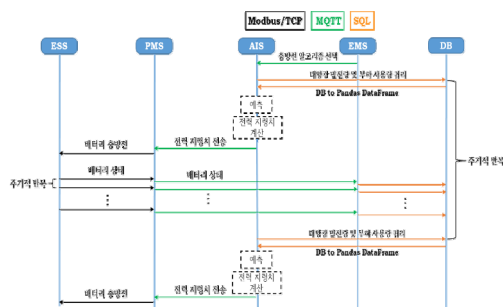 Modbus/TCP MQTT SQL
ESS PMS AIS EMS DB
충방전 알고리즘 선택
태양광 발전량 및 부하 사용량 쿼리
DB to Pandas DataFrame
예측
전력 지령치
계산
전력 지령치 전송
배터리 충방전
주기적 반복
배터리 상태
배터리 상태
주기적 반복
태양광 발전량 및 부하 사용량 쿼리
DB to Pandas DataFrame
예측
전력 지령치
계산
전력 지령치 전송
배터리 충방전